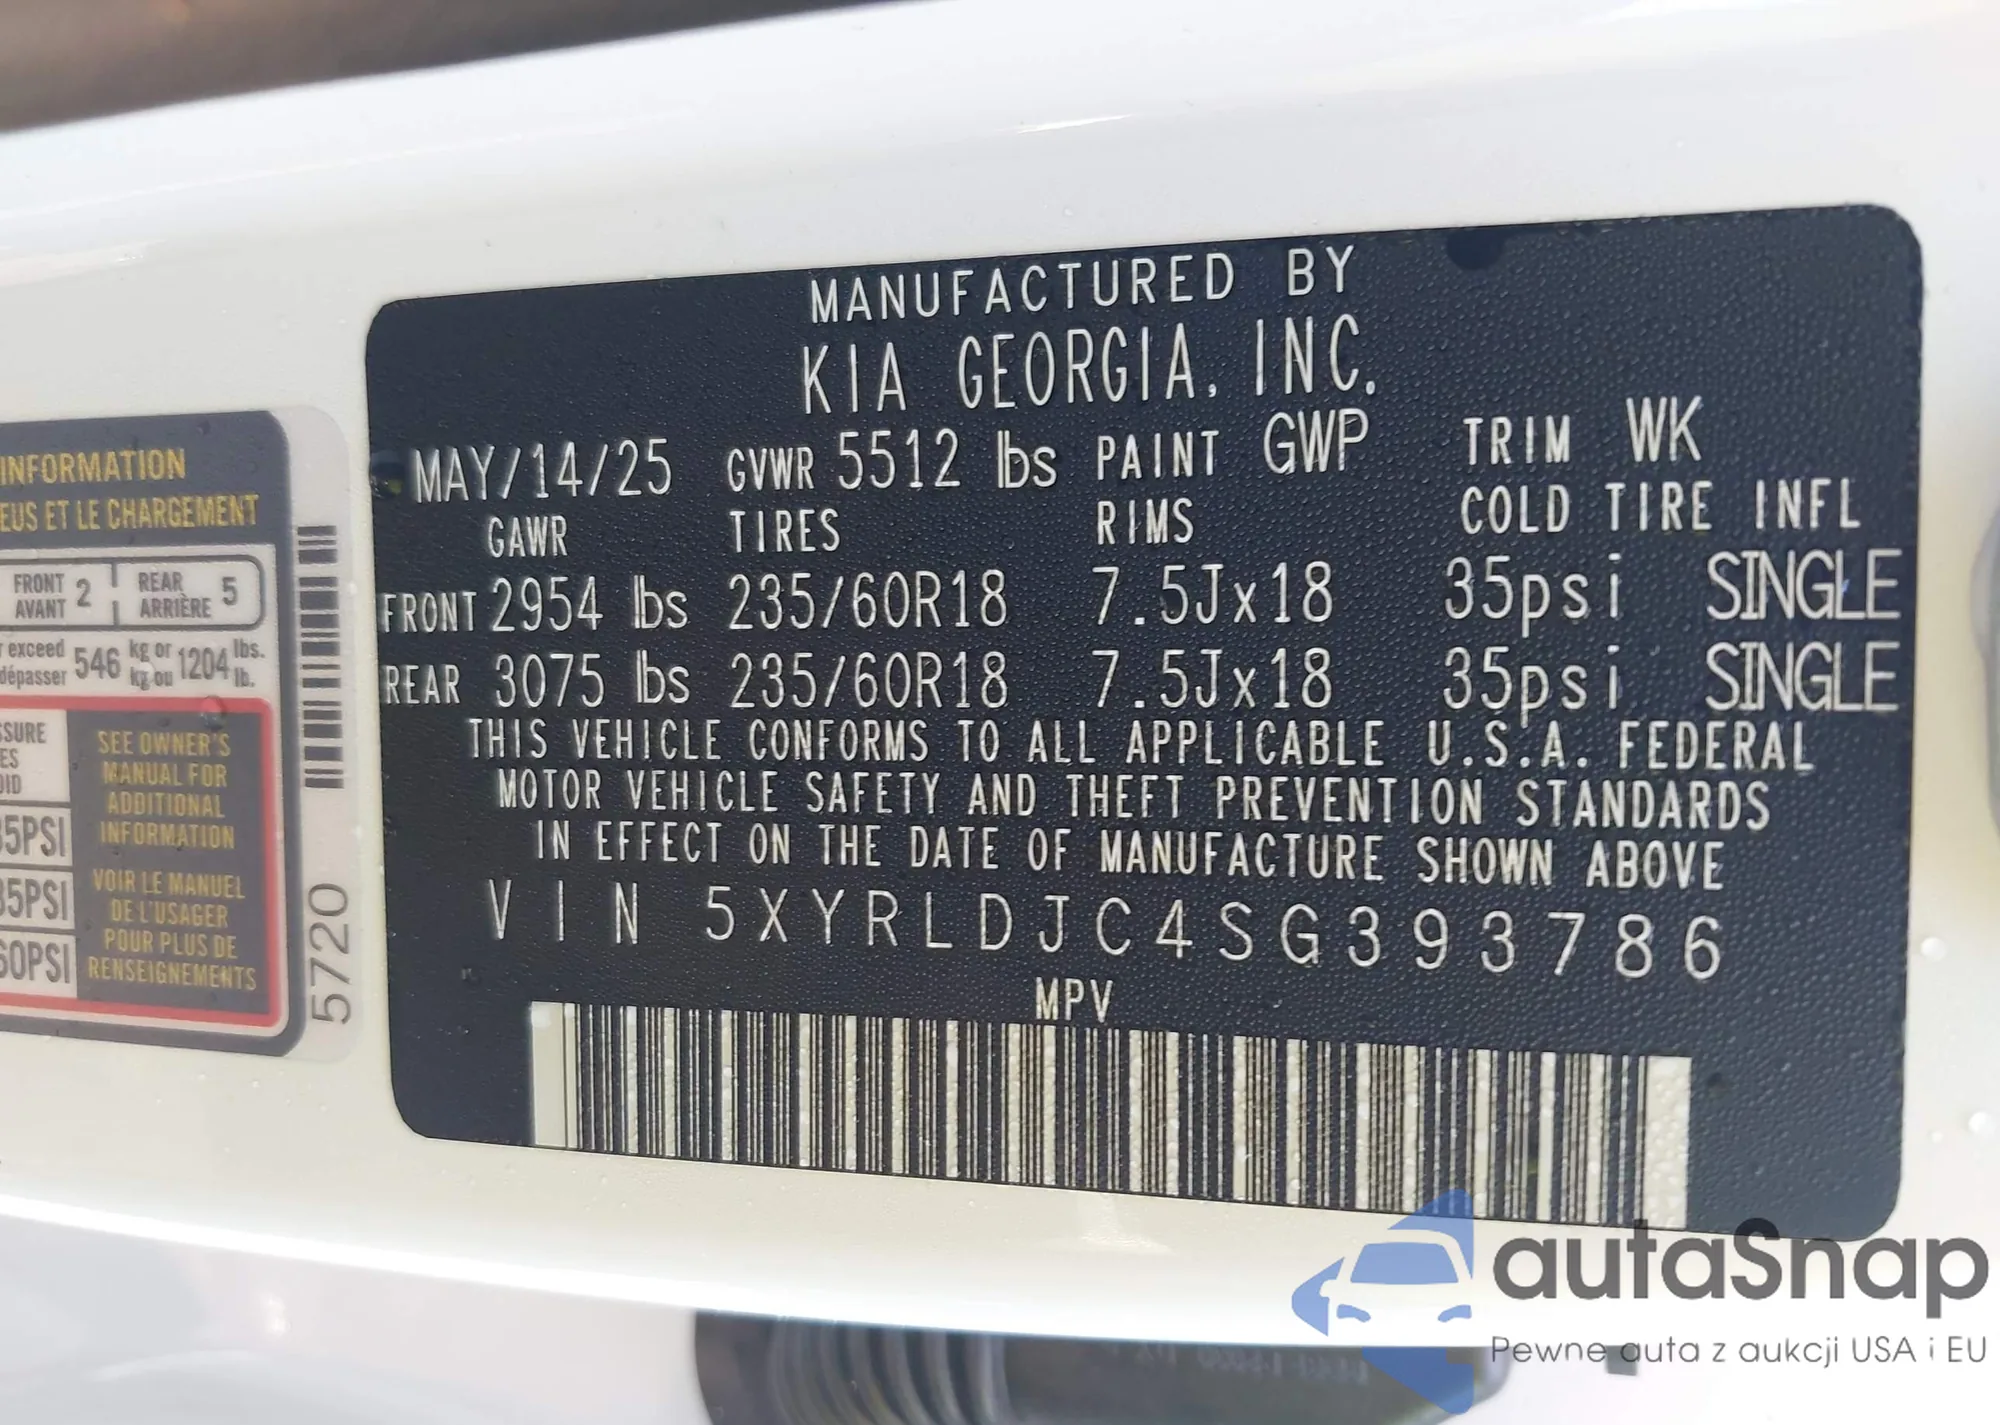 MANUFACTURED BY
KIA GEORGIA, INC.
MAY/14/25 GVWR 5512 lbs PAINT GWP TRIM WK
GAWR TIRES RIMS COLD TIRE INFL
FRONT 2954 lbs 235/60R18 7.5Jx18 35psi SINGLE
REAR 3075 lbs 235/60R18 7.5Jx18 35psi SINGLE
THIS VEHICLE CONFORMS TO ALL APPLICABLE U.S.A. FEDERAL
MOTOR VEHICLE SAFETY AND THEFT PREVENTION STANDARDS
IN EFFECT ON THE DATE OF MANUFACTURE SHOWN ABOVE
VIN 5XYRLDJC4SG393786
MPV
INFORMATION
ET LE CHARGEMENT
FRONT 2 REAR 5
AVANT ARRIÈRE
exceed 546 kg or 1204 lbs.
dépasser kg ou lb.
SEE OWNER'S
MANUAL FOR
ADDITIONAL
INFORMATION
VOIR LE MANUEL
DE L'USAGER
POUR PLUS DE
RENSEIGNEMENTS
35PSI
35PSI
60PSI
5720
autaSnap
Pewne auta z aukcji USA i EU